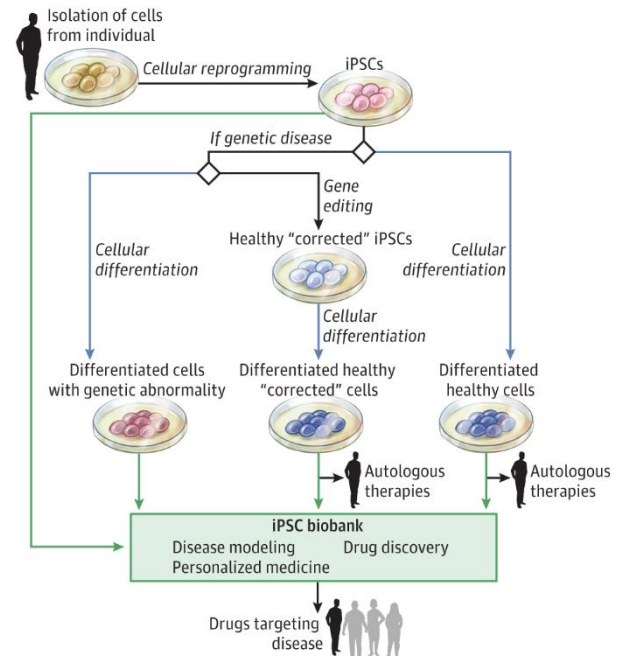 Isolation of cells
from individual
Cellular reprogramming
iPSCs
If genetic disease
Gene
editing
Healthy “corrected” iPSCs
Cellular
differentiation
Cellular
differentiation
Cellular
differentiation
Differentiated cells
with genetic abnormality
Differentiated healthy
“corrected” cells
Differentiated
healthy cells
Autologous
therapies
Autologous
therapies
iPSC biobank
Disease modeling
Drug discovery
Personalized medicine
Drugs targeting
disease